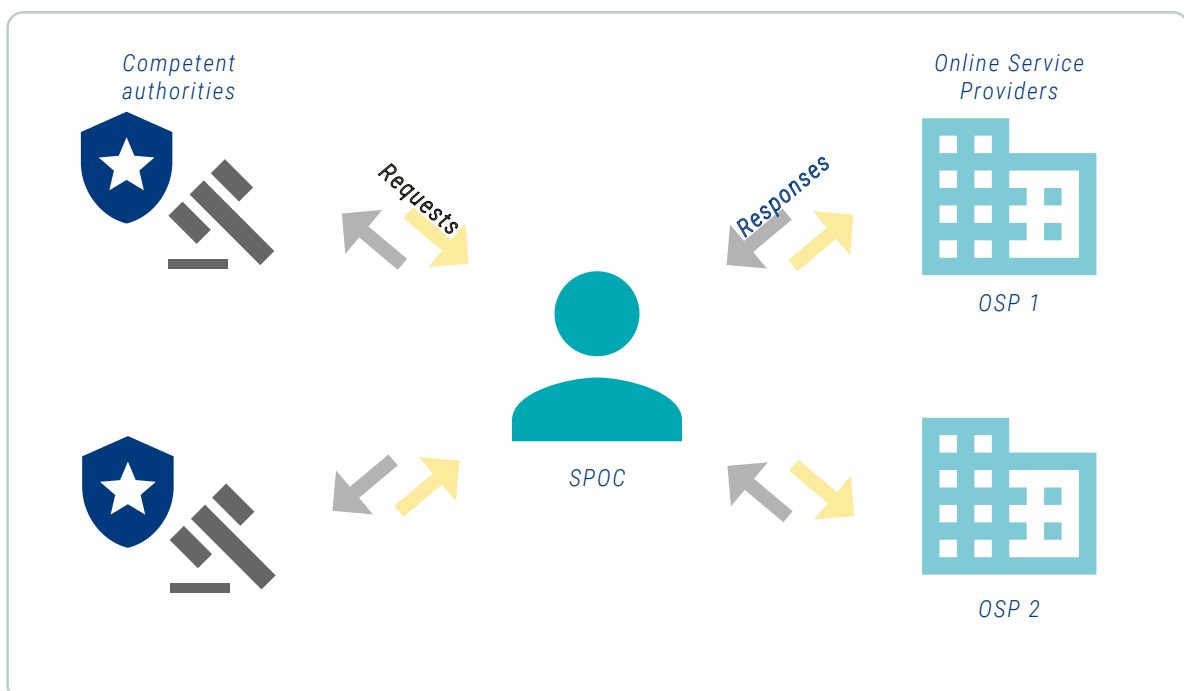 Competent
authorities
Online Service
Providers
Requests
Responses
OSP 1
SPOC
OSP 2